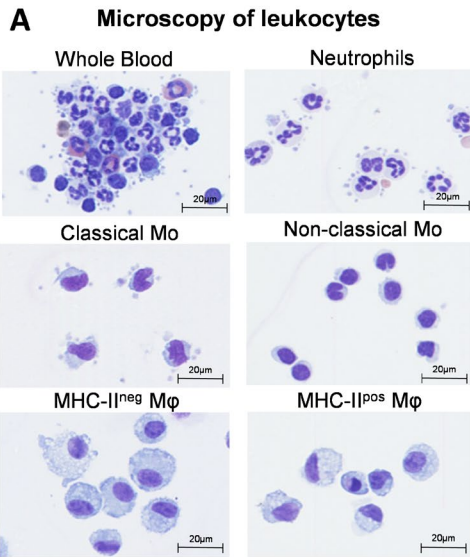 A Microscopy of leukocytes
Whole Blood Neutrophils
20μm 20μm
Classical Mo Non-classical Mo
20μm 20μm
MHC-IIⁿᵉᵍ Mφ MHC-IIᵖᵒˢ Mφ
20μm 20μm